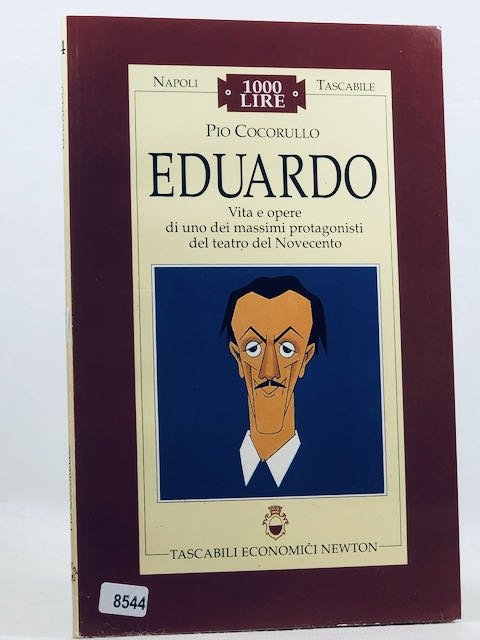 NAPOLI
1000
LIRE
TASCABILE
PIO COCORULLO
EDUARDO
Vita e opere
di uno dei massimi protagonisti
del teatro del Novecento
TASCABILI ECONOMICI NEWTON
8544